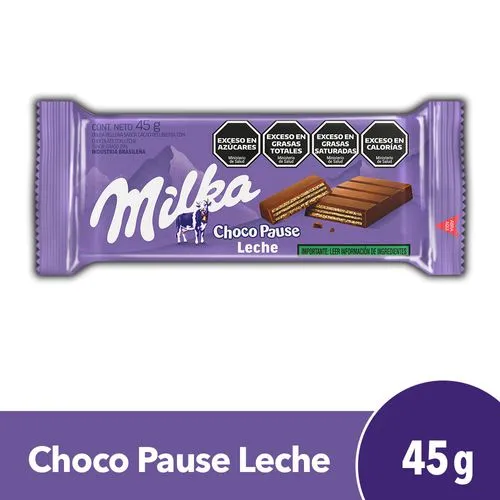 CONT. NETO 45 g
INDUSTRIA BRASILEÑA
EXCESO EN
AZÚCARES
Ministerio
de Salud
EXCESO EN
GRASAS
TOTALES
Ministerio
de Salud
EXCESO EN
GRASAS
SATURADAS
Ministerio
de Salud
EXCESO EN
CALORÍAS
Ministerio
de Salud
Milka
Choco Pause
Leche
IMPORTANTE: LEER INFORMACIÓN DE INGREDIENTES
Choco Pause Leche
45 g